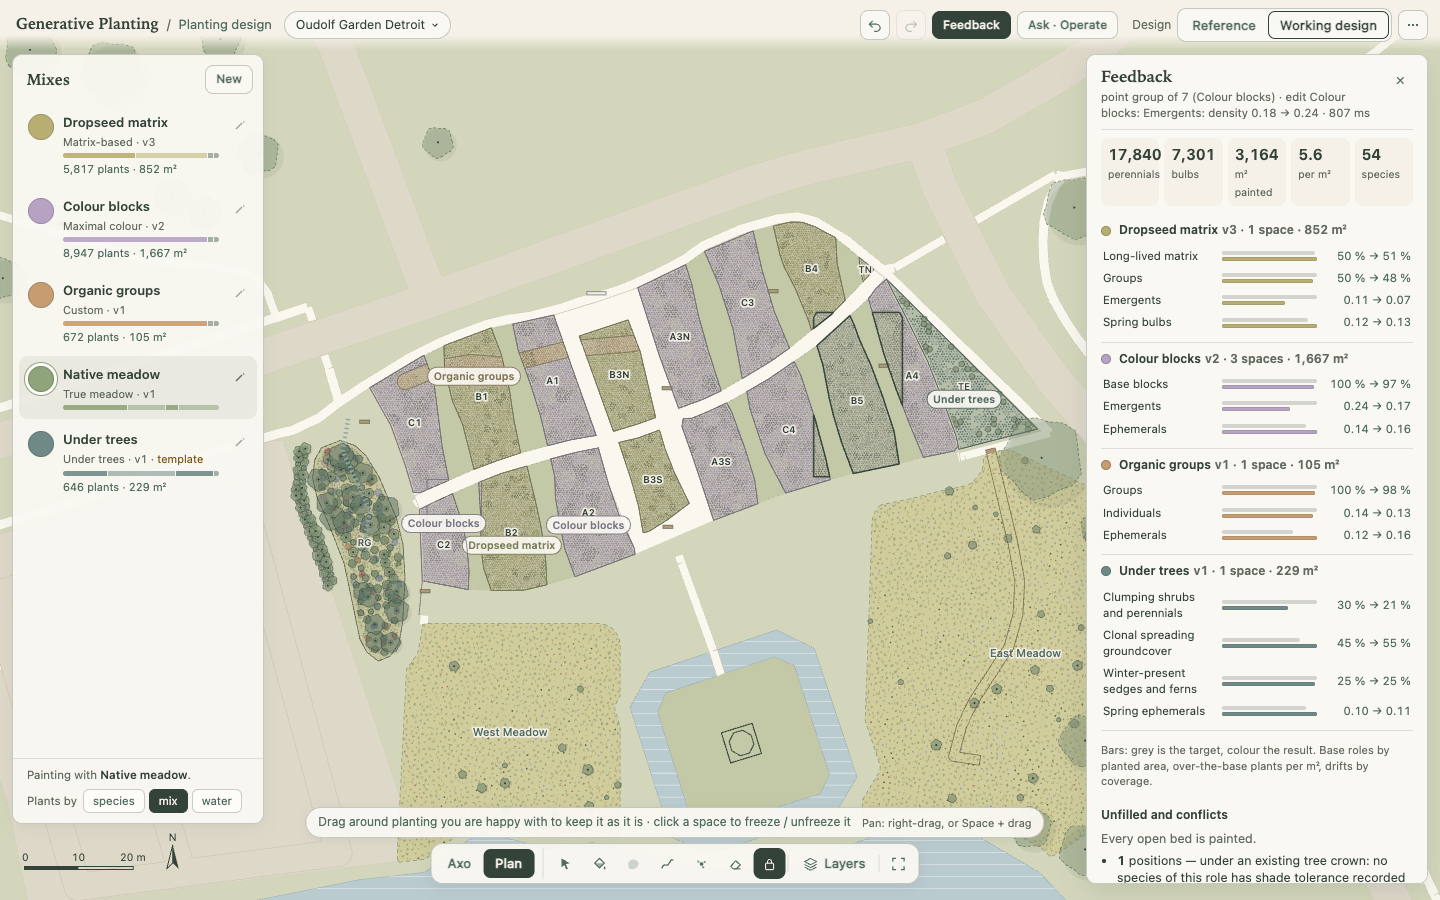 Generative Planting / Planting design
Oudolf Garden Detroit
Feedback
Ask · Operate
Design
Reference
Working design
Mixes
New
Dropseed matrix
Matrix-based · v3
5,817 plants · 852 m²
Colour blocks
Maximal colour · v2
8,947 plants · 1,667 m²
Organic groups
Custom · v1
672 plants · 105 m²
Native meadow
True meadow · v1
Under trees
Under trees · v1 · template
646 plants · 229 m²
Painting with Native meadow.
Plants by
species
mix
water
0 10 20 m
N
B4
TN
C3
A3N
B3N
Organic groups
A1
B1
C1
A4
TE
Under trees
B5
C4
A3S
B3S
A2
Colour blocks
Colour blocks
B2
C2
Dropseed matrix
RG
West Meadow
East Meadow
Drag around planting you are happy with to keep it as it is · click a space to freeze / unfreeze it
Pan: right-drag, or Space + drag
Axo
Plan
Layers
Feedback
point group of 7 (Colour blocks) · edit Colour
blocks: Emergents: density 0.18 → 0.24 · 807 ms
17,840 perennials
7,301 bulbs
3,164 m² painted
5.6 per m²
54 species
Dropseed matrix v3 · 1 space · 852 m²
Long-lived matrix 50 % → 51 %
Groups 50 % → 48 %
Emergents 0.11 → 0.07
Spring bulbs 0.12 → 0.13
Colour blocks v2 · 3 spaces · 1,667 m²
Base blocks 100 % → 97 %
Emergents 0.24 → 0.17
Ephemerals 0.14 → 0.16
Organic groups v1 · 1 space · 105 m²
Groups 100 % → 98 %
Individuals 0.14 → 0.13
Ephemerals 0.12 → 0.16
Under trees v1 · 1 space · 229 m²
Clumping shrubs
and perennials 30 % → 21 %
Clonal spreading
groundcover 45 % → 55 %
Winter-present
sedges and ferns 25 % → 25 %
Spring ephemerals 0.10 → 0.11
Bars: grey is the target, colour the result. Base roles by
planted area, over-the-base plants per m², drifts by
coverage.
Unfilled and conflicts
Every open bed is painted.
• 1 positions — under an existing tree crown: no
species of this role has shade tolerance recorded